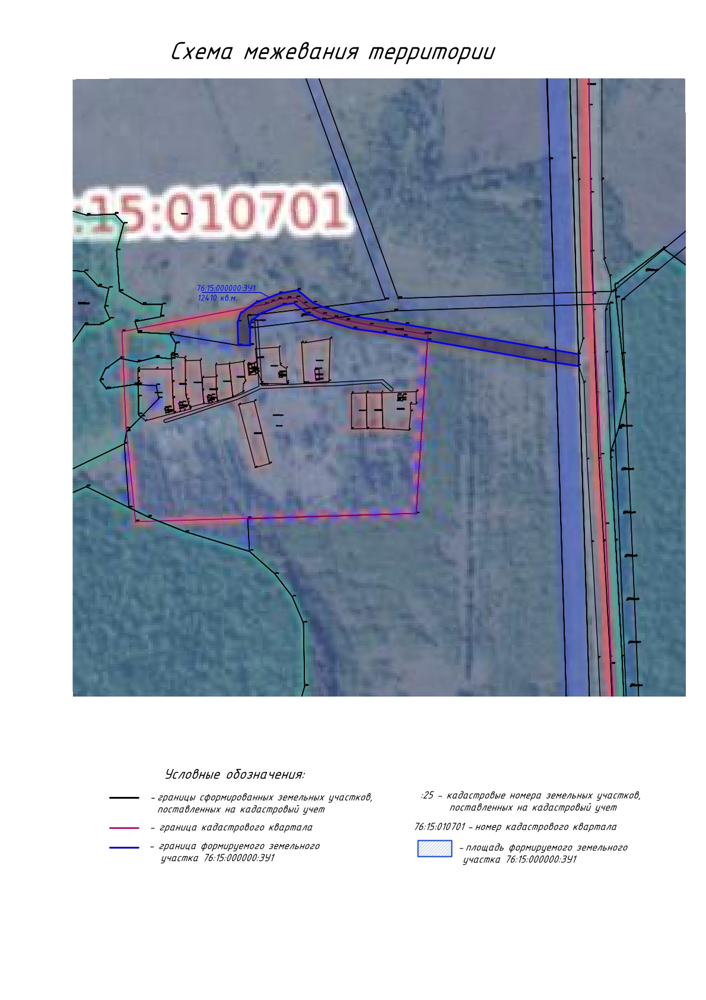 Схема межевания территории
:15:010701
76:15:000000:ЗУ1
12410 кв.м.
Условные обозначения:
– границы сформированных земельных участков,
поставленных на кадастровый учет
– граница кадастрового квартала
– граница формируемого земельного
участка 76:15:000000:ЗУ1
:25 – кадастровые номера земельных участков,
поставленных на кадастровый учет
76:15:010701 – номер кадастрового квартала
– площадь формируемого земельного
участка 76:15:000000:ЗУ1